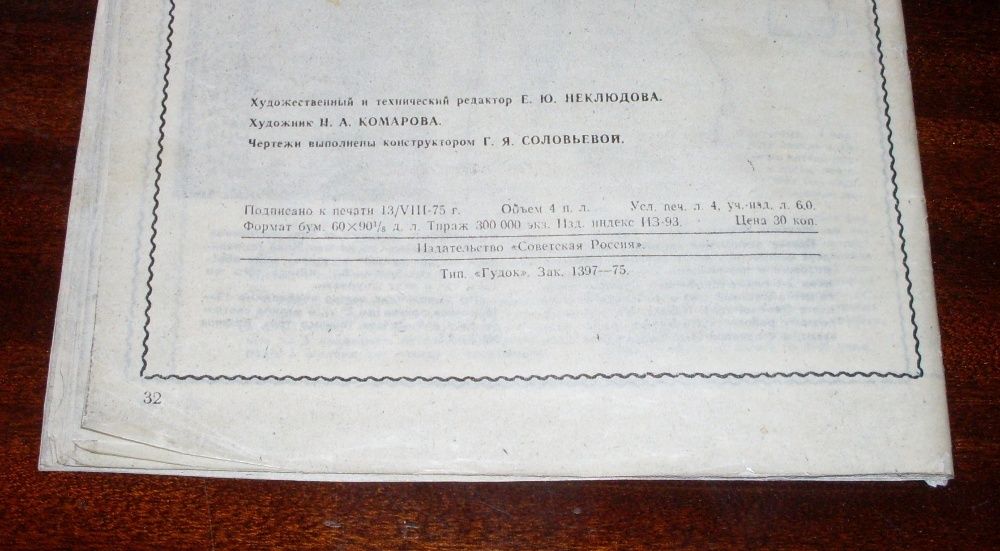 Художественный и технический редактор Е. Ю. НЕКЛЮДОВА.
Художник Н. А. КОМАРОВА.
Чертежи выполнены конструктором Г. Я. СОЛОВЬЕВОЙ.
Подписано к печати 13/VIII-75 г. Объем 4 п. л. Усл. печ. л. 4, уч.-изд. л. 6,0.
Формат бум. 60×90¹/₈ д. л. Тираж 300 000 экз. Изд. индекс ИЗ-93. Цена 30 коп.
Издательство «Советская Россия».
Тип. «Гудок». Зак. 1397—75.
32